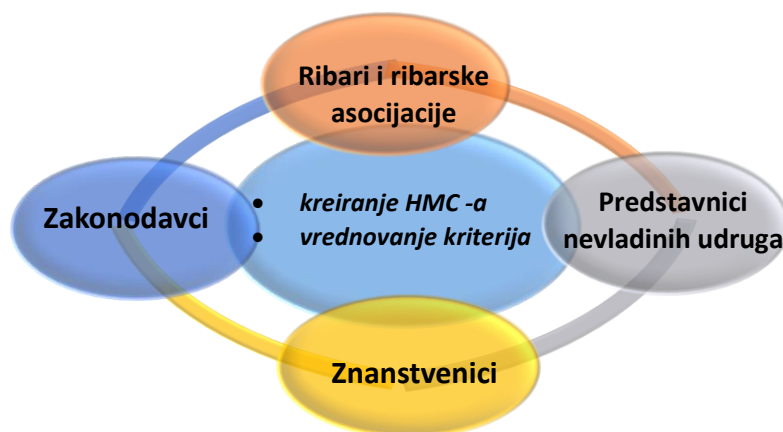 Ribari i ribarske
asocijacije
Zakonodavci
• kreiranje HMC -a
• vrednovanje kriterija
Predstavnici
nevladinih udruga
Znanstvenici